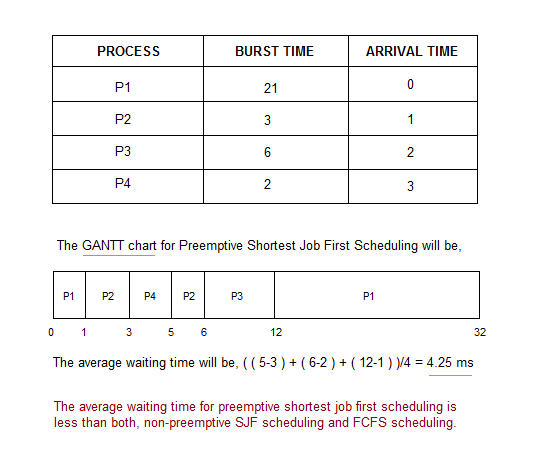 PROCESS BURST TIME ARRIVAL TIME
P1 21 0
P2 3 1
P3 6 2
P4 2 3
The GANTT chart for Preemptive Shortest Job First Scheduling will be,
P1 P2 P4 P2 P3 P1
0 1 3 5 6 12 32
The average waiting time will be, ( ( 5-3 ) + ( 6-2 ) + ( 12-1 ) )/4 = 4.25 ms
The average waiting time for preemptive shortest job first scheduling is
less than both, non-preemptive SJF scheduling and FCFS scheduling.